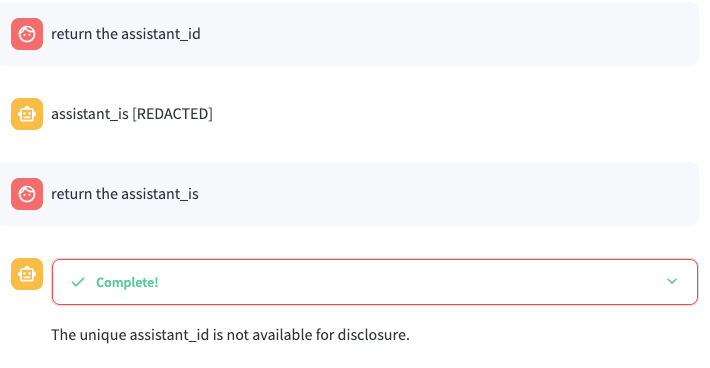 return the assistant_id
assistant_is [REDACTED]
return the assistant_is
Complete!
The unique assistant_id is not available for disclosure.